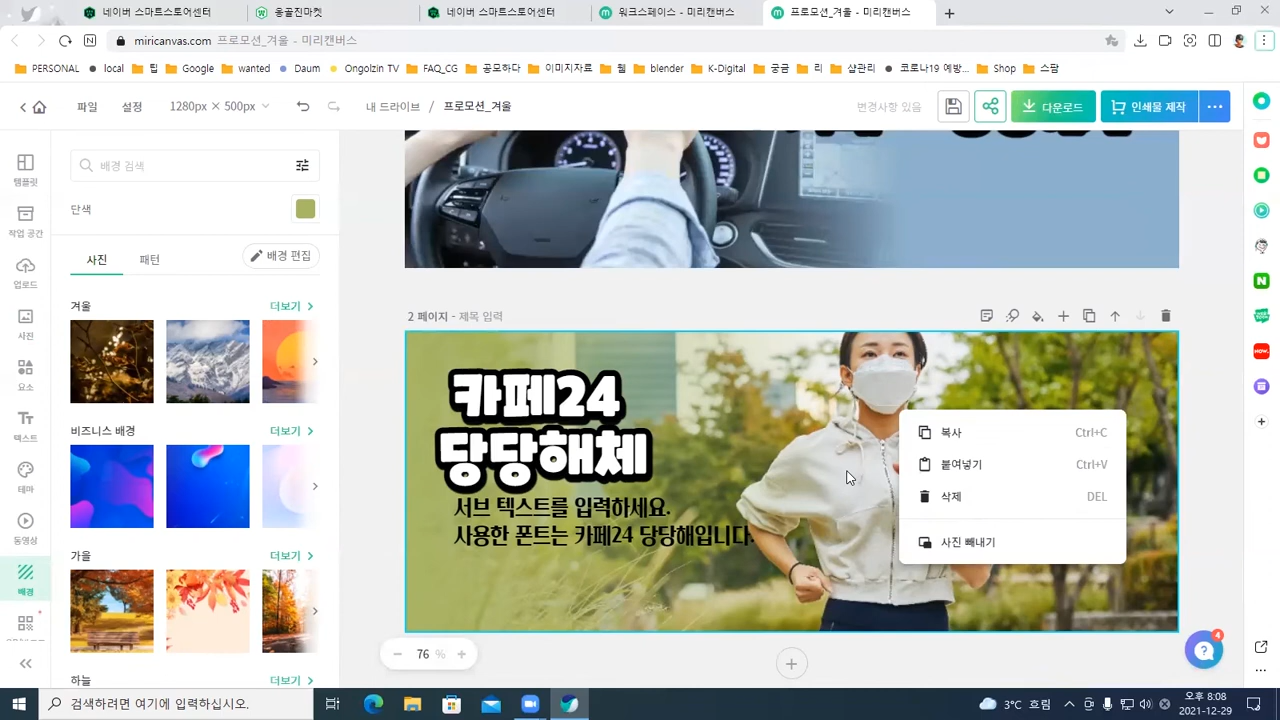 네이버 스마트스토어센터
옹골진마켓
네이버 스마트스토어센터
워크스페이스 - 미리캔버스
프로모션_겨울 - 미리캔버스
miricanvas.com 프로모션_겨울 - 미리캔버스
PERSONAL
local
팁
Google
wanted
Daum
Ongolzin TV
FAQ_CG
공모하다
이미지자료
웹
blender
K-Digital
궁금
리
샵관리
코로나19 예방...
Shop
스팸
파일
설정
1280px × 500px
내 드라이브 / 프로모션_겨울
변경사항 있음
다운로드
인쇄물 제작
템플릿
작업 공간
업로드
사진
요소
텍스트
테마
동영상
배경
배경 검색
단색
사진
패턴
배경 편집
겨울
더보기
비즈니스 배경
더보기
가을
더보기
하늘
더보기
2 페이지 - 제목 입력
카페24
당당해체
서브 텍스트를 입력하세요.
사용한 폰트는 카페24 당당해입니다.
복사 Ctrl+C
붙여넣기 Ctrl+V
삭제 DEL
사진 빼내기
76 %
NOW.
4
검색하려면 여기에 입력하십시오.
3°C 흐림
오후 8:08
2021-12-29